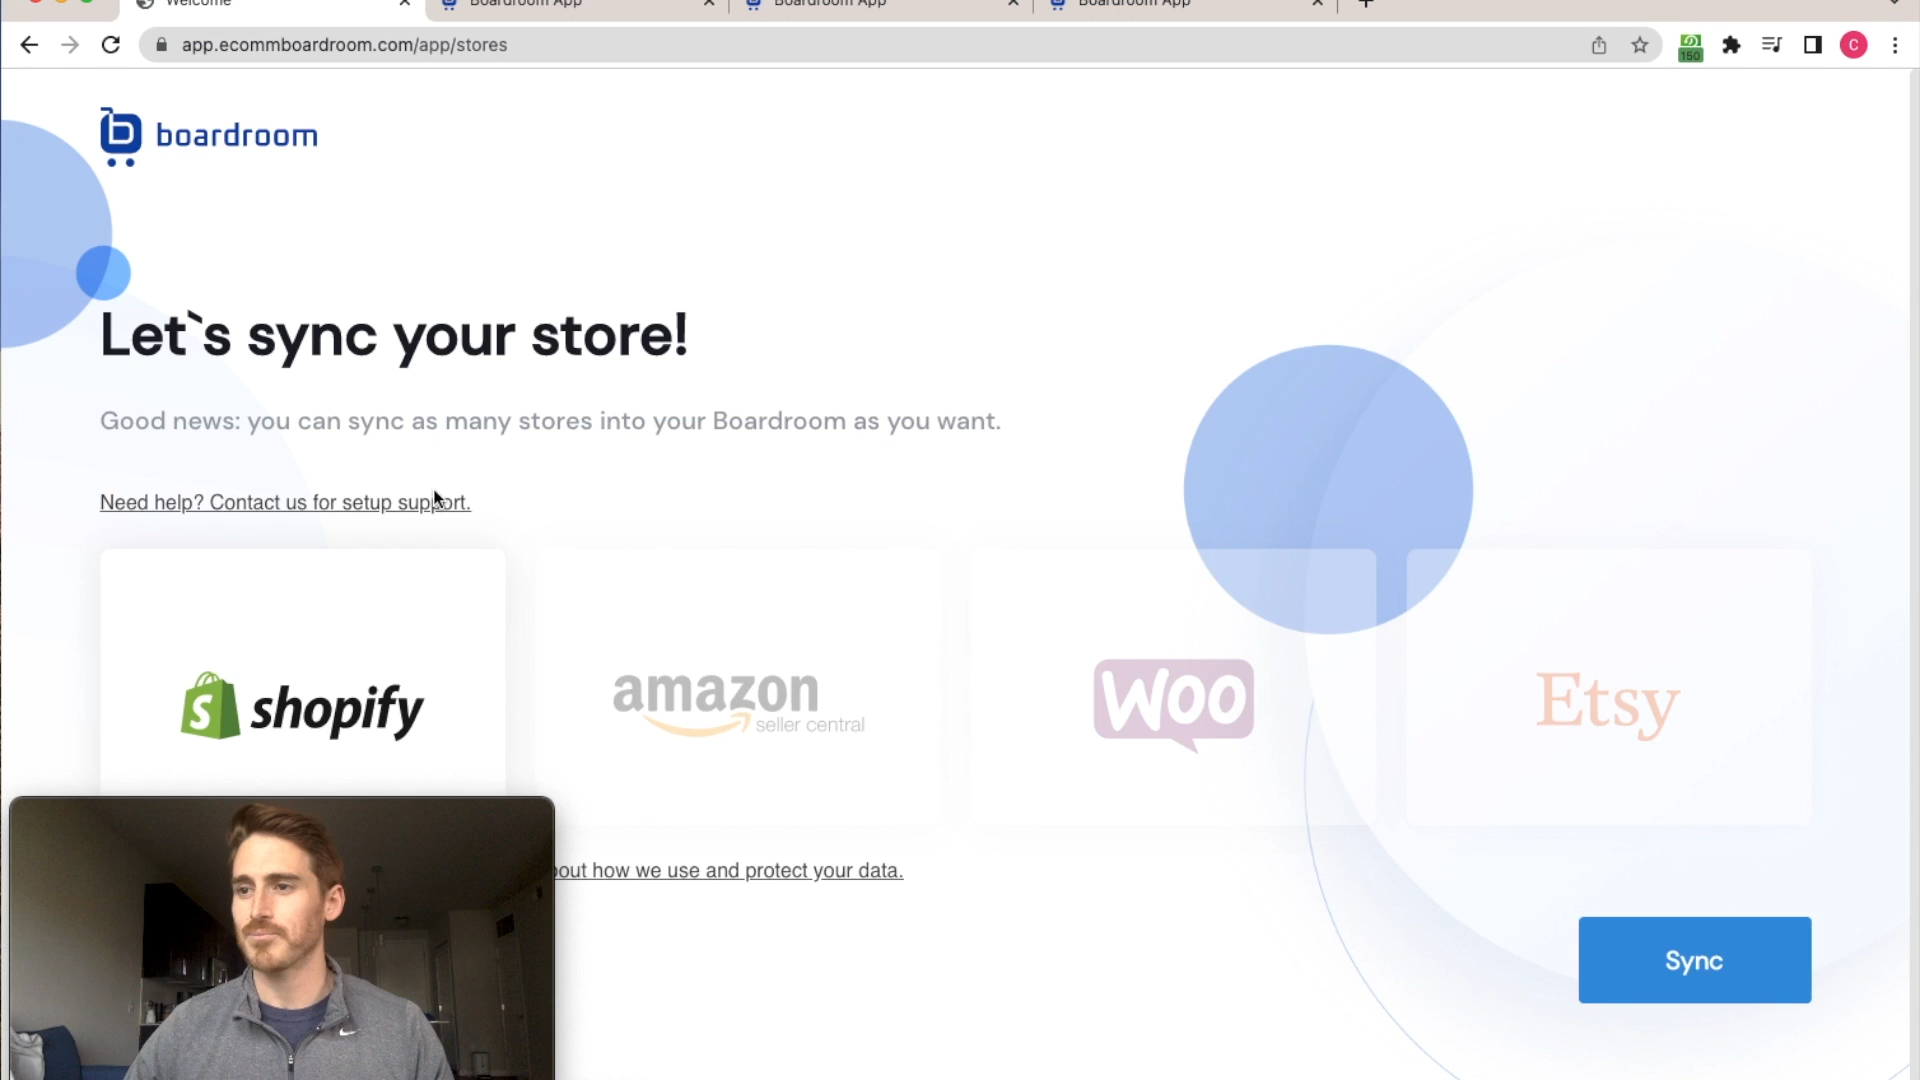 Welcome
Boardroom App
Boardroom App
Boardroom App
app.ecommboardroom.com/app/stores
150
C
boardroom
Let`s sync your store!
Good news: you can sync as many stores into your Boardroom as you want.
Need help? Contact us for setup support.
shopify
amazon
seller central
Woo
Etsy
how we use and protect your data.
Sync